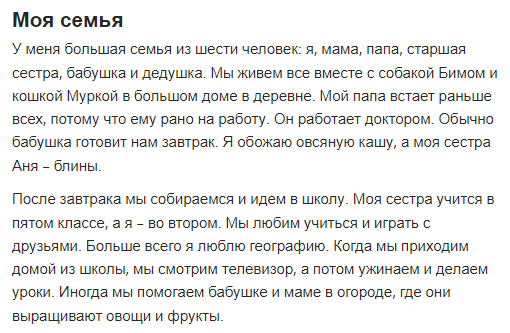 Моя семья
У меня большая семья из шести человек: я, мама, папа, старшая
сестра, бабушка и дедушка. Мы живем все вместе с собакой Бимом и
кошкой Муркой в большом доме в деревне. Мой папа встает раньше
всех, потому что ему рано на работу. Он работает доктором. Обычно
бабушка готовит нам завтрак. Я обожаю овсяную кашу, а моя сестра
Аня – блины.
После завтрака мы собираемся и идем в школу. Моя сестра учится в
пятом классе, а я – во втором. Мы любим учиться и играть с
друзьями. Больше всего я люблю географию. Когда мы приходим
домой из школы, мы смотрим телевизор, а потом ужинаем и делаем
уроки. Иногда мы помогаем бабушке и маме в огороде, где они
выращивают овощи и фрукты.